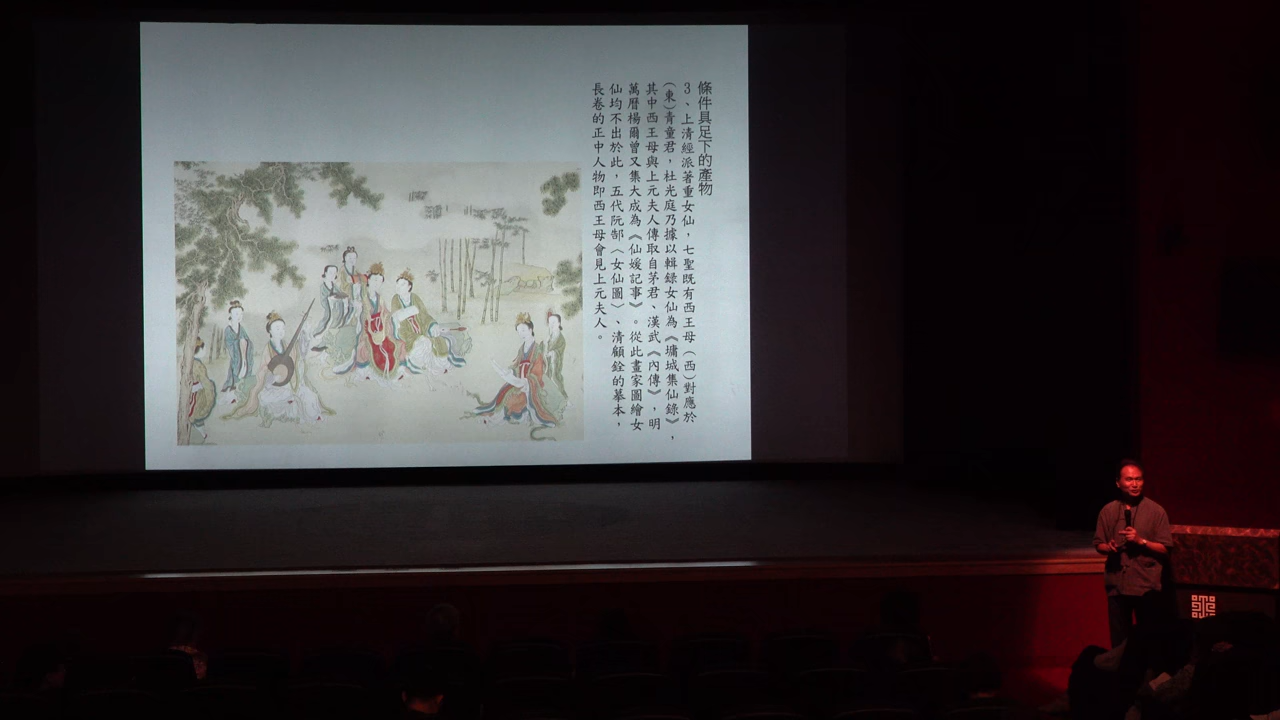 條件具足下的產物
3、上清經派著重女仙，七聖既有西王母（西）對應於
（東）青童君，杜光庭乃據以輯錄女仙為《墉城集仙錄》，
其中西王母與上元夫人傳取自茅君、漢武《內傳》，明
萬曆楊爾曾又集大成為《仙媛記事》。從此畫家圖繪女
仙均不出於此，五代阮郜〈女仙圖〉、清顧銓的摹本，
長卷的正中人物即西王母會見上元夫人。